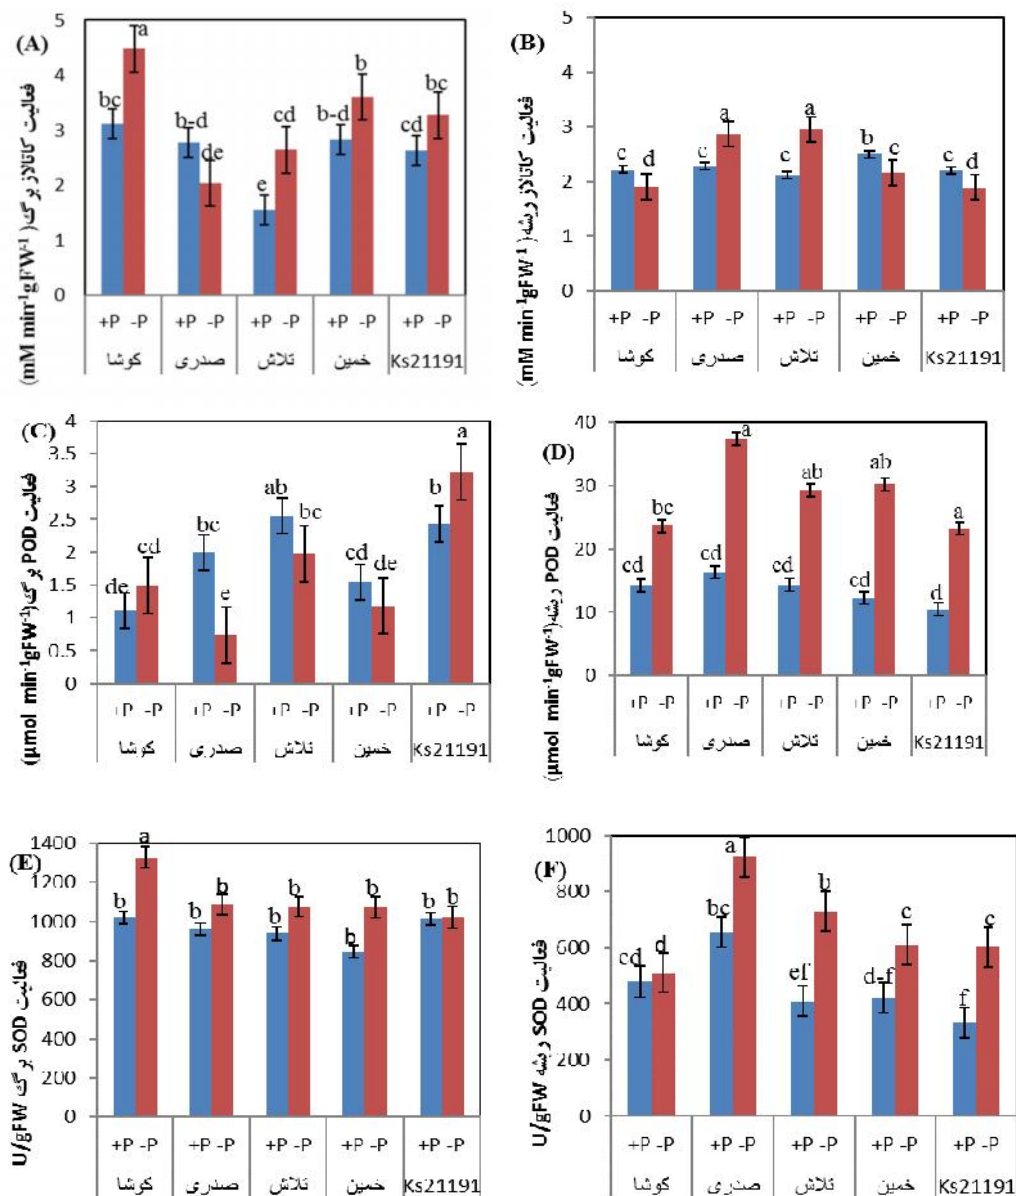 (A)
فعالیت کاتالاز برگ (mM min-1gFW-1)
5
4
3
2
1
0
bc a b-d de e cd b-d b cd bc
+P -P +P -P +P -P +P -P +P -P
کوشا صدری تلاش خمین Ks21191
(B)
فعالیت کاتالاز ریشه (mM min-1gFW-1)
5
4
3
2
1
0
c d c a c a b c c d
+P -P +P -P +P -P +P -P +P -P
کوشا صدری تلاش خمین Ks21191
(C)
فعالیت POD برگ (µmol min-1gFW-1)
4
3.5
3
2.5
2
1.5
1
0.5
0
de cd bc e ab bc cd de b a
+P -P +P -P +P -P +P -P +P -P
کوشا صدری تلاش خمین Ks21191
(D)
فعالیت POD ریشه (µmol min-1gFW-1)
40
30
20
10
0
cd bc cd a cd ab cd ab d a
+P -P +P -P +P -P +P -P +P -P
کوشا صدری تلاش خمین Ks21191
(E)
فعالیت SOD برگ U/gFW
1400
1200
1000
800
600
400
200
0
b a b b b b b b b b
+P -P +P -P +P -P +P -P +P -P
کوشا صدری تلاش خمین Ks21191
(F)
فعالیت SOD ریشه U/gFW
1000
800
600
400
200
0
cd d bc a ef b d-f c f c
+P -P +P -P +P -P +P -P +P -P
کوشا صدری تلاش خمین Ks21191